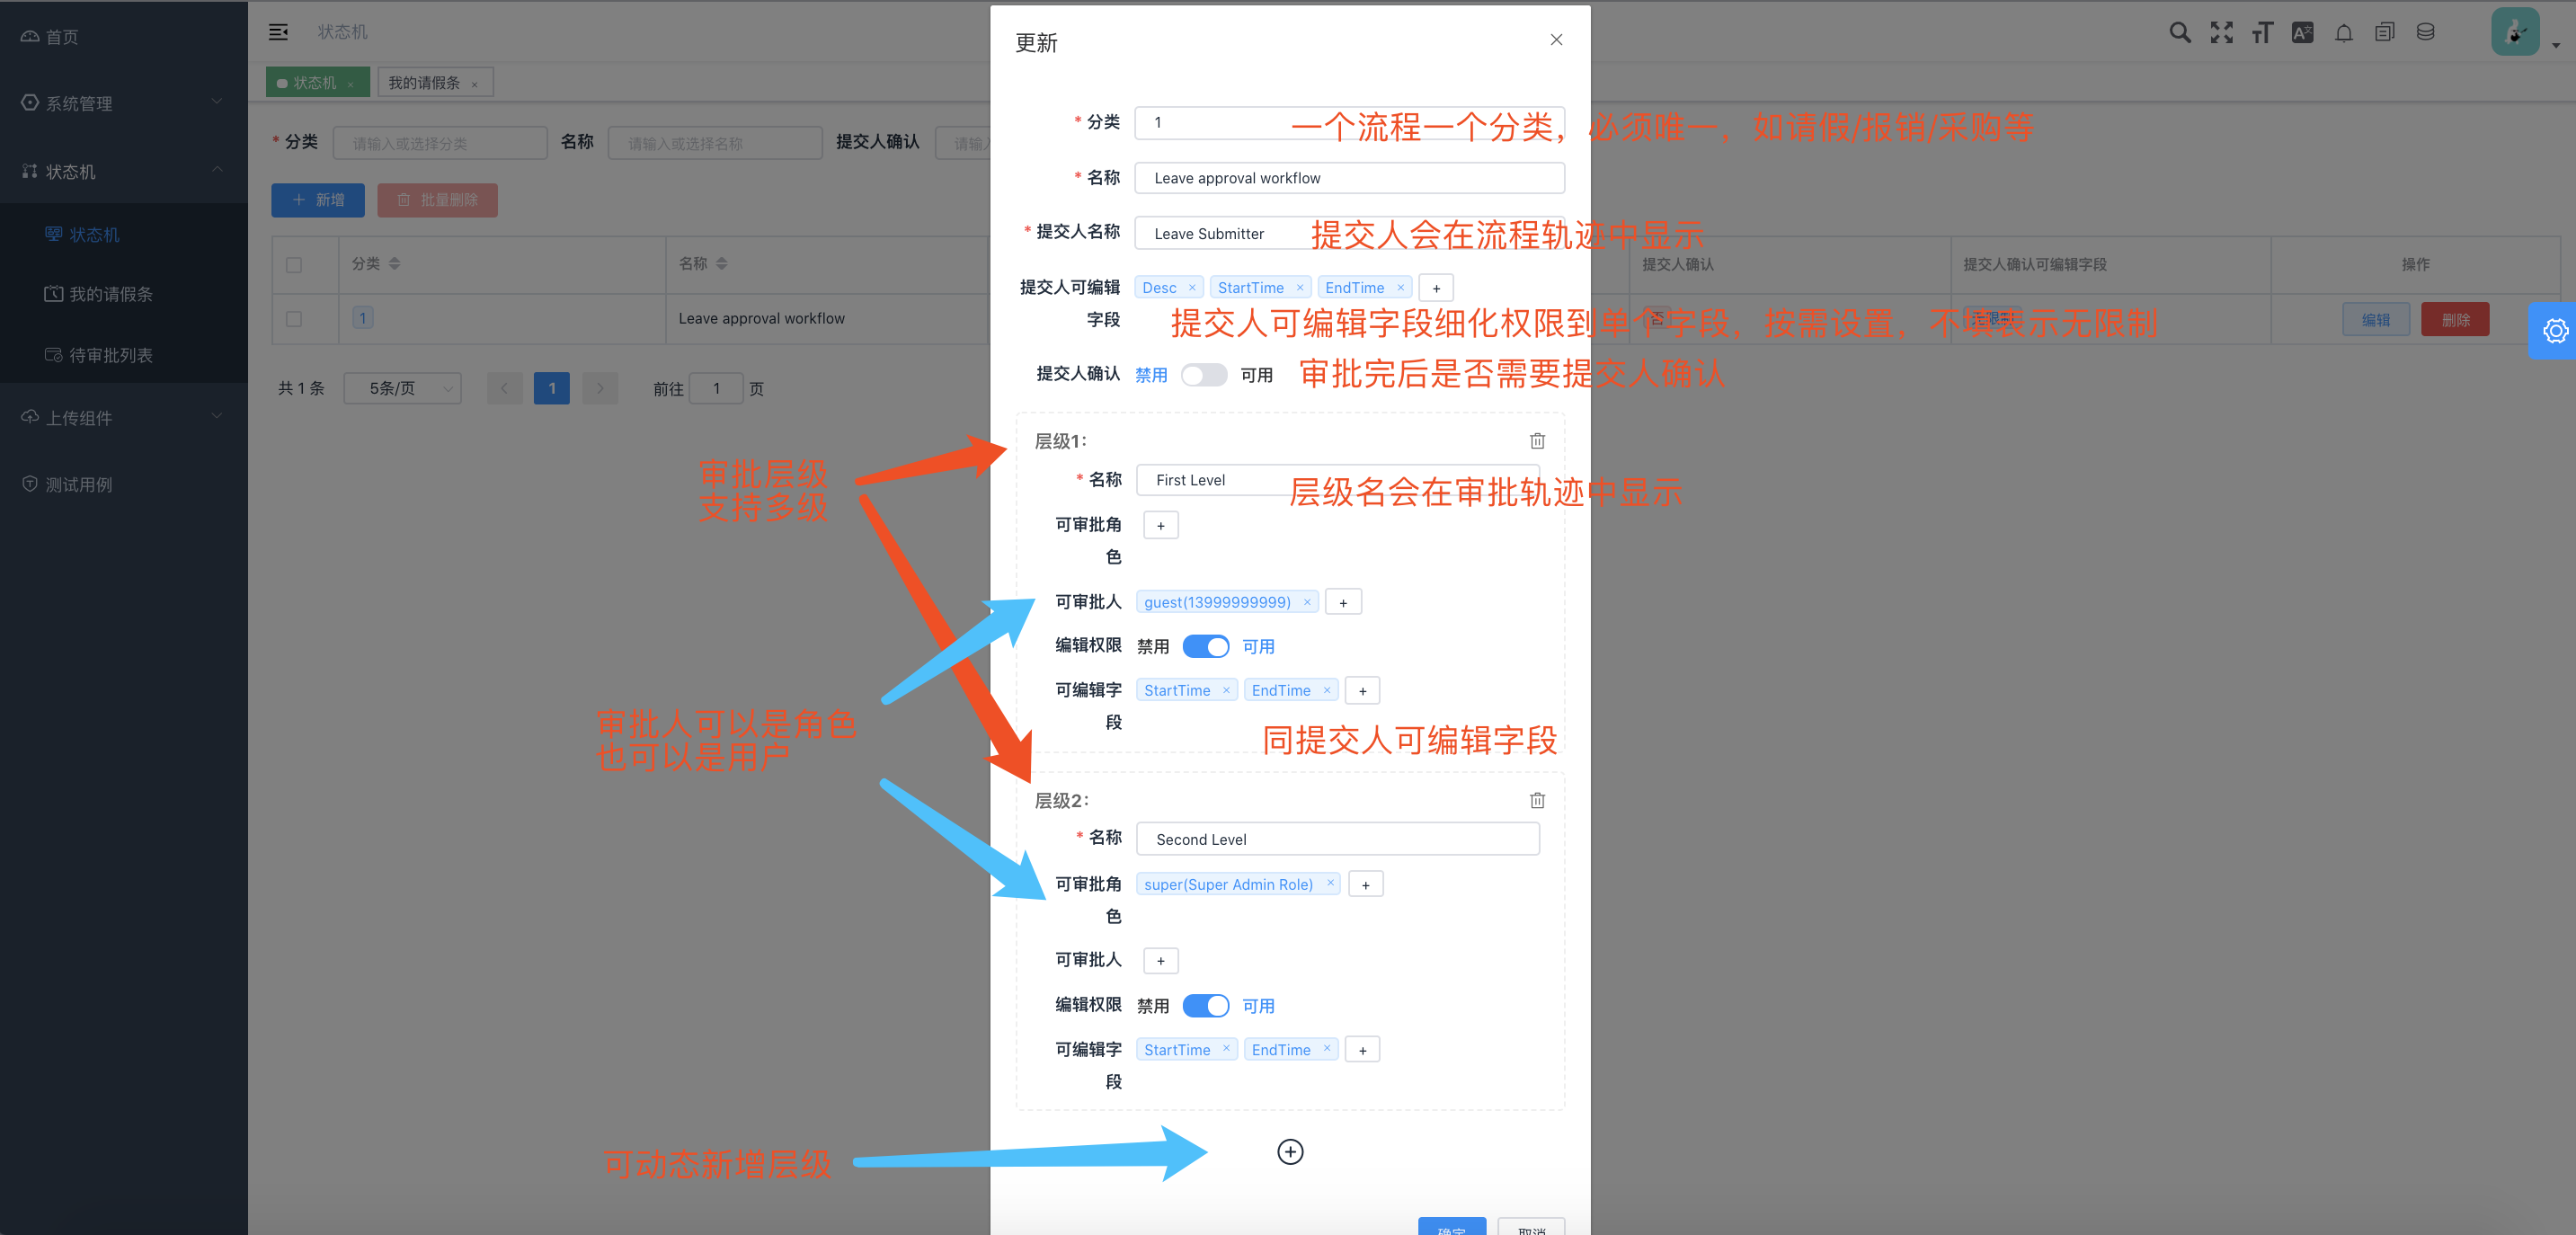 首页
系统管理
状态机
状态机
我的请假条
待审批列表
上传组件
测试用例
状态机
状态机 ×
我的请假条 ×
* 分类 请输入或选择分类 名称 请输入或选择名称 提交人确认
+ 新增
批量删除
分类 名称 提交人确认 提交人确认可编辑字段 操作
1 Leave approval workflow 编辑 删除
共 1 条 5条/页 < 1 > 前往 1 页
更新
* 分类 1
一个流程一个分类，必须唯一，如请假/报销/采购等
* 名称 Leave approval workflow
* 提交人名称 Leave Submitter
提交人会在流程轨迹中显示
提交人可编辑字段 Desc × StartTime × EndTime × +
提交人可编辑字段细化权限到单个字段，按需设置，不填表示无限制
提交人确认 禁用 可用
审批完后是否需要提交人确认
层级1:
审批层级
支持多级
* 名称 First Level
层级名会在审批轨迹中显示
可审批角色 +
可审批人 guest(13999999999) × +
编辑权限 禁用 可用
可编辑字段 StartTime × EndTime × +
审批人可以是角色
也可以是用户
同提交人可编辑字段
层级2:
* 名称 Second Level
可审批角色 super(Super Admin Role) × +
可审批人 +
编辑权限 禁用 可用
可编辑字段 StartTime × EndTime × +
可动态新增层级
确定 取消